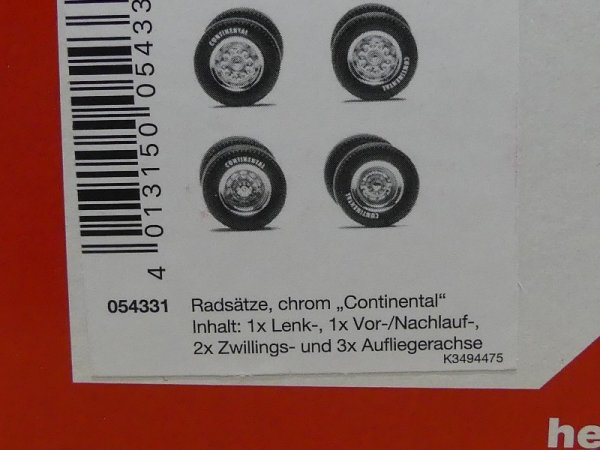 CONTINENTAL
CONTINENTAL
CONTINENTAL
CONTINENTAL
4 013150 05433
054331 Radsätze, chrom „Continental“
Inhalt: 1x Lenk-, 1x Vor-/Nachlauf-,
2x Zwillings- und 3x Aufliegerachse
K3494475
he